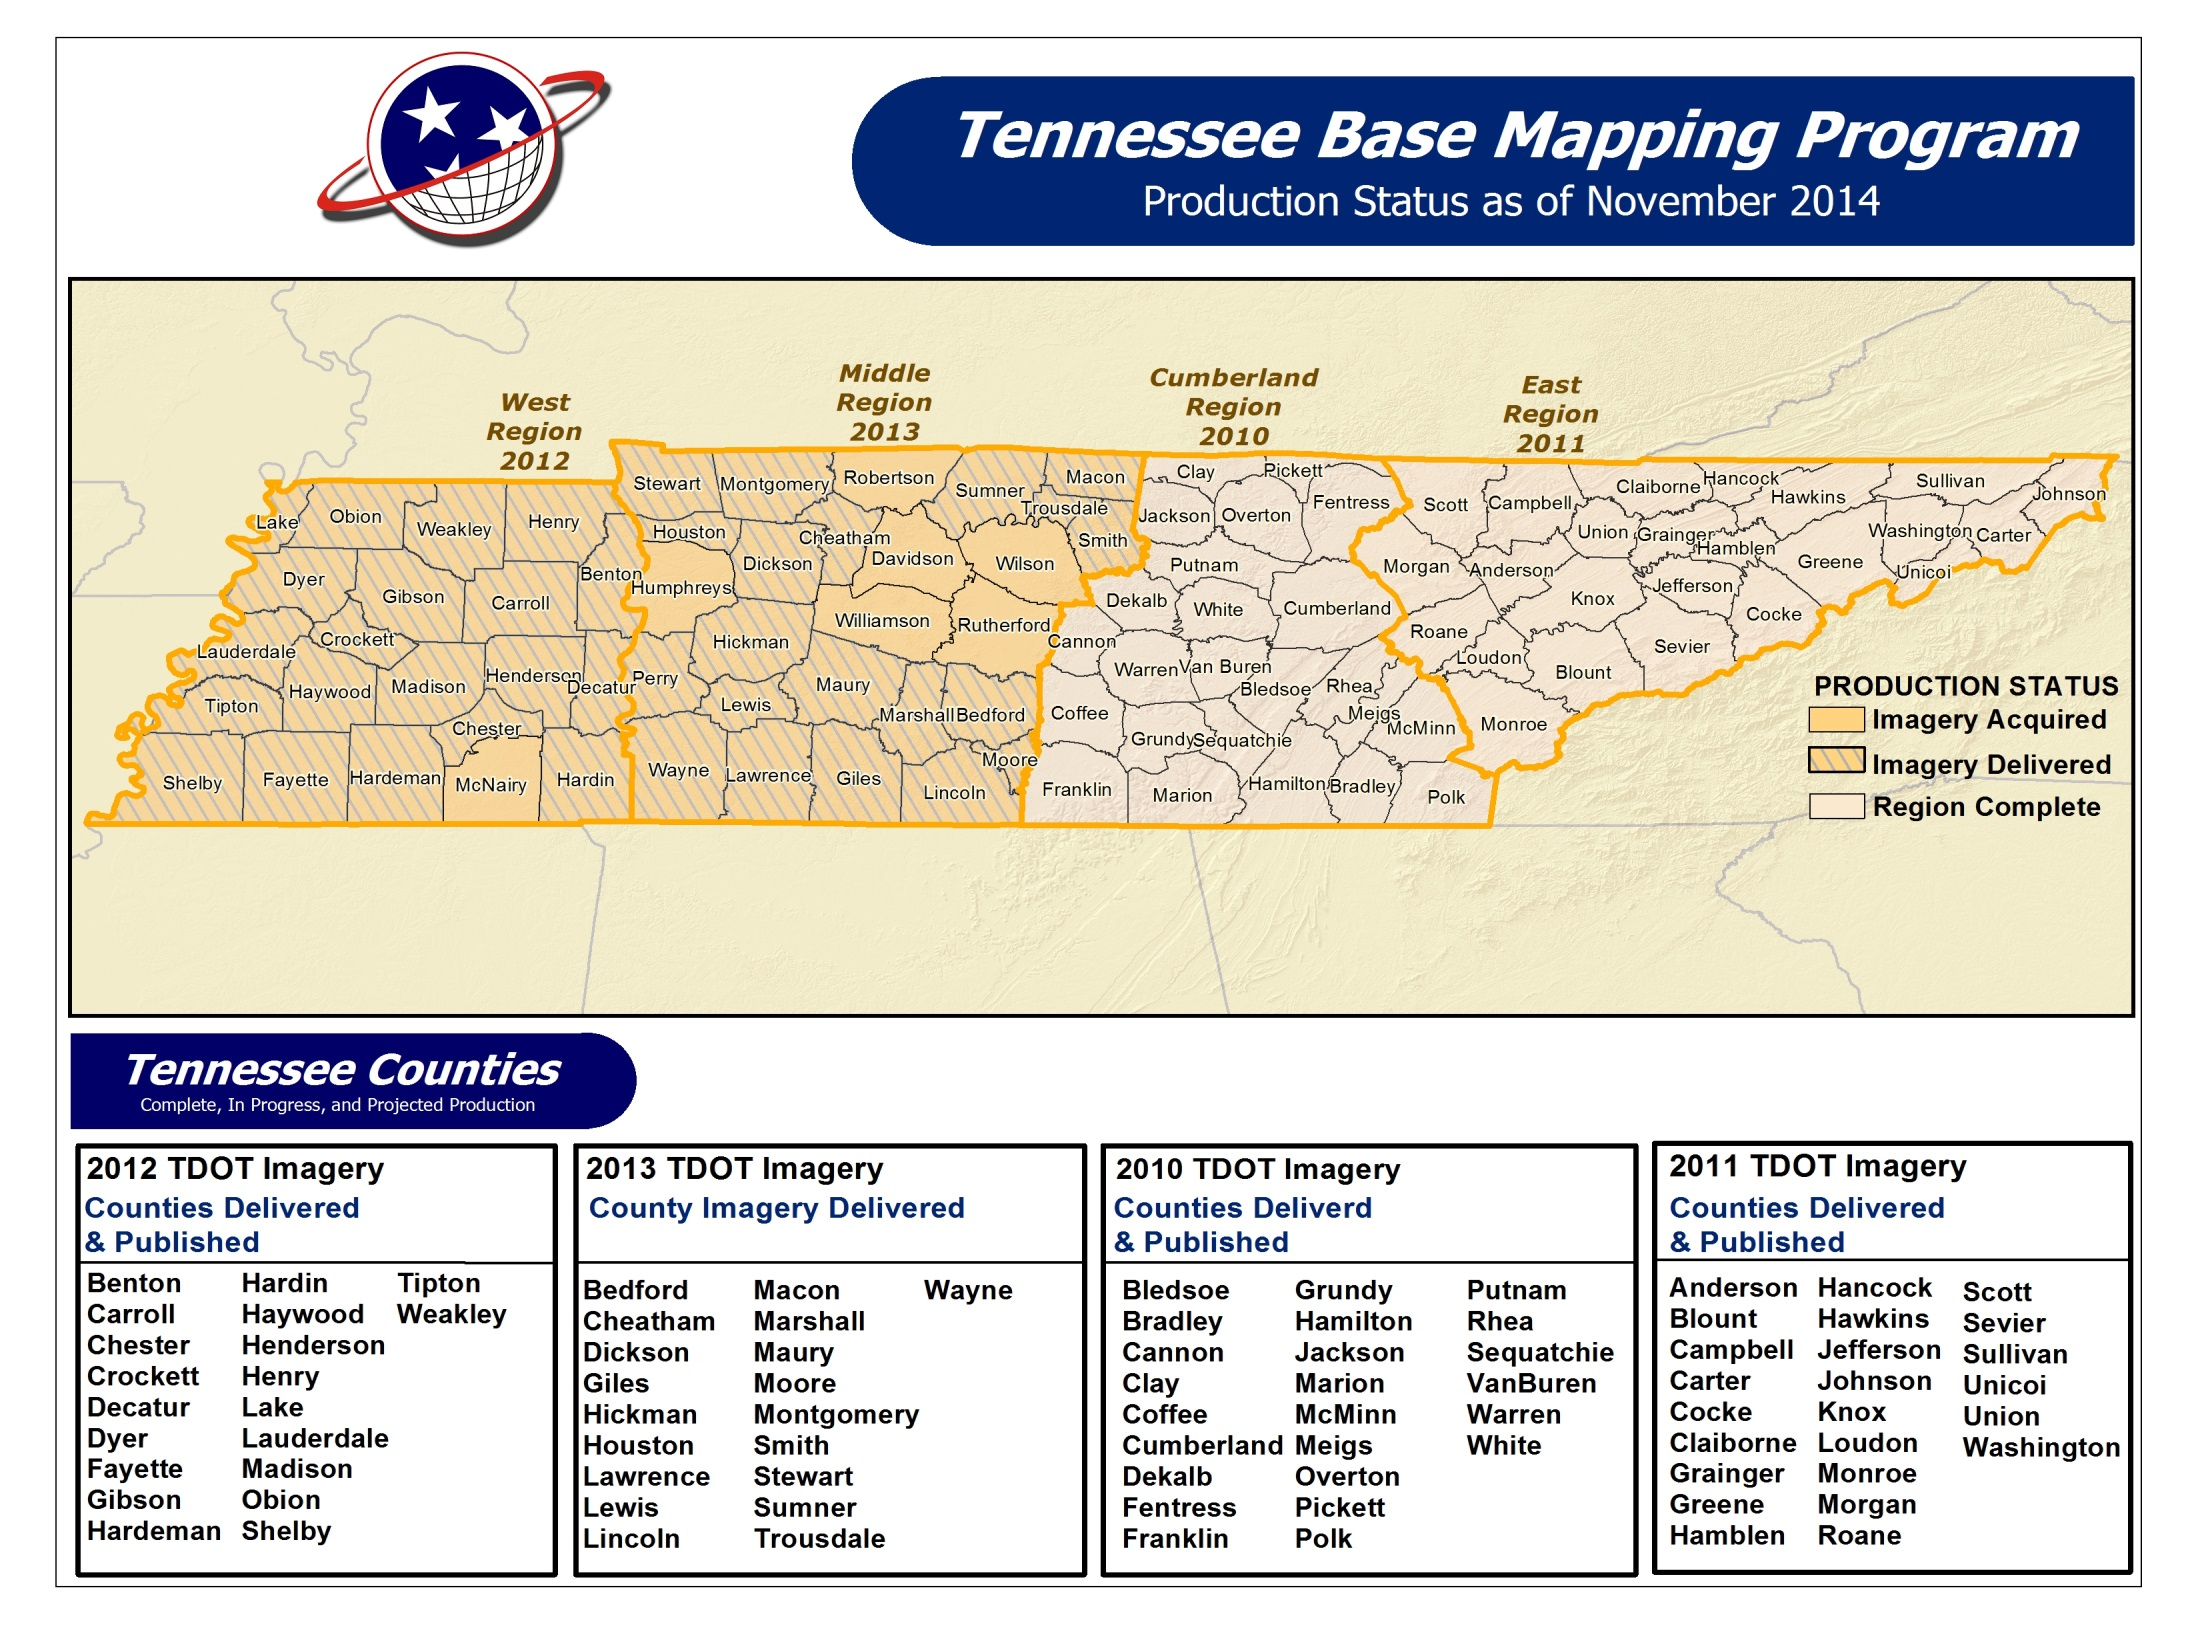 Tennessee Base Mapping Program
Production Status as of November 2014
West
Region
2012
Middle
Region
2013
Cumberland
Region
2010
East
Region
2011
Lake
Obion
Weakley
Henry
Dyer
Gibson
Carroll
Benton
Lauderdale
Crockett
Haywood
Madison
Henderson
Decatur
Tipton
Chester
Shelby
Fayette
Hardeman
McNairy
Hardin
Stewart
Montgomery
Robertson
Sumner
Macon
Trousdale
Smith
Houston
Cheatham
Dickson
Davidson
Wilson
Humphreys
Williamson
Rutherford
Hickman
Perry
Lewis
Maury
Marshall
Bedford
Moore
Wayne
Lawrence
Giles
Lincoln
Clay
Pickett
Fentress
Jackson
Overton
Putnam
Dekalb
White
Cumberland
Cannon
Warren
Van Buren
Bledsoe
Rhea
Coffee
Meigs
McMinn
Grundy
Sequatchie
Franklin
Marion
Hamilton
Bradley
Polk
Scott
Campbell
Claiborne
Hancock
Hawkins
Sullivan
Johnson
Union
Grainger
Hamblen
Washington
Carter
Morgan
Anderson
Greene
Unicoi
Jefferson
Knox
Cocke
Roane
Loudon
Blount
Sevier
Monroe
PRODUCTION STATUS
Imagery Acquired
Imagery Delivered
Region Complete
Tennessee Counties
Complete, In Progress, and Projected Production
2012 TDOT Imagery
Counties Delivered
& Published
Benton Hardin Tipton
Carroll Haywood Weakley
Chester Henderson
Crockett Henry
Decatur Lake
Dyer Lauderdale
Fayette Madison
Gibson Obion
Hardeman Shelby
2013 TDOT Imagery
County Imagery Delivered
Bedford Macon Wayne
Cheatham Marshall
Dickson Maury
Giles Moore
Hickman Montgomery
Houston Smith
Lawrence Stewart
Lewis Sumner
Lincoln Trousdale
2010 TDOT Imagery
Counties Deliverd
& Published
Bledsoe Grundy Putnam
Bradley Hamilton Rhea
Cannon Jackson Sequatchie
Clay Marion VanBuren
Coffee McMinn Warren
Cumberland Meigs White
Dekalb Overton
Fentress Pickett
Franklin Polk
2011 TDOT Imagery
Counties Delivered
& Published
Anderson Hancock Scott
Blount Hawkins Sevier
Campbell Jefferson Sullivan
Carter Johnson Unicoi
Cocke Knox Union
Claiborne Loudon Washington
Grainger Monroe
Greene Morgan
Hamblen Roane